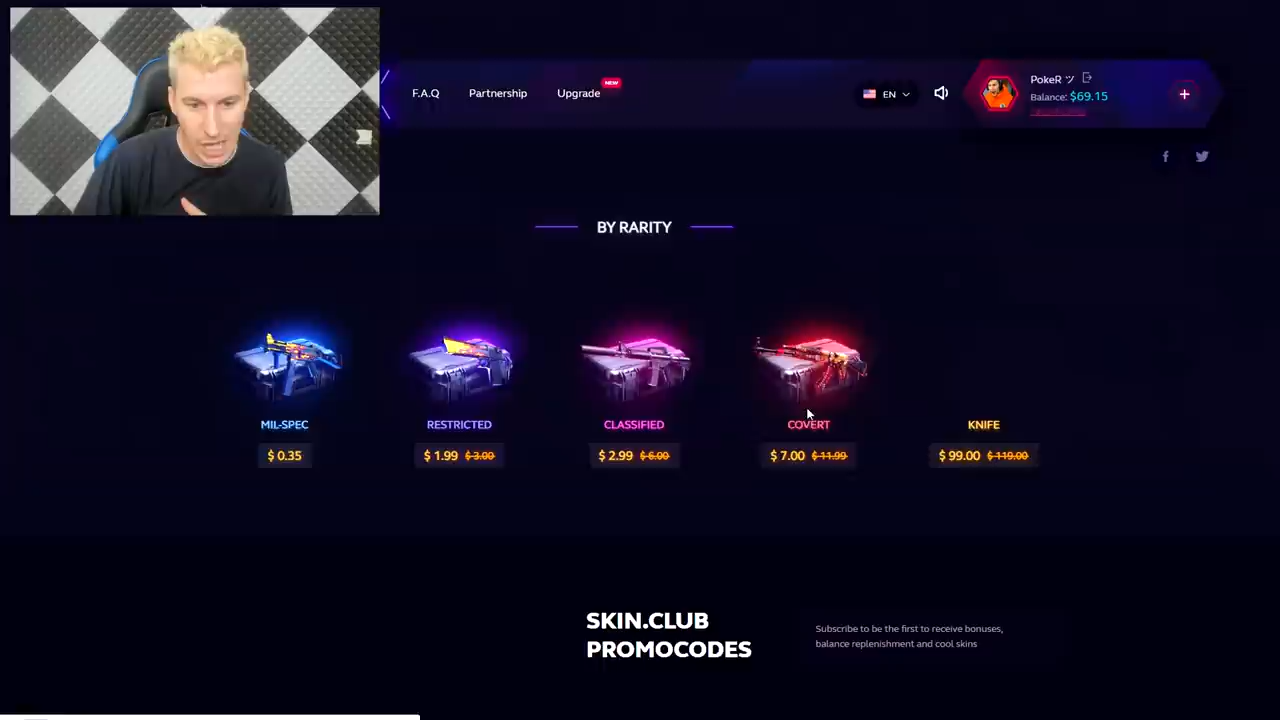 F.A.Q
Partnership
Upgrade
NEW
EN
PokeR ツ
Balance: $69.15
BY RARITY
MIL-SPEC
RESTRICTED
CLASSIFIED
COVERT
KNIFE
$ 0.35
$ 1.99 $ 3.00
$ 2.99 $ 6.00
$ 7.00 $ 11.99
$ 99.00 $ 119.00
SKIN.CLUB
PROMOCODES
Subscribe to be the first to receive bonuses,
balance replenishment and cool skins